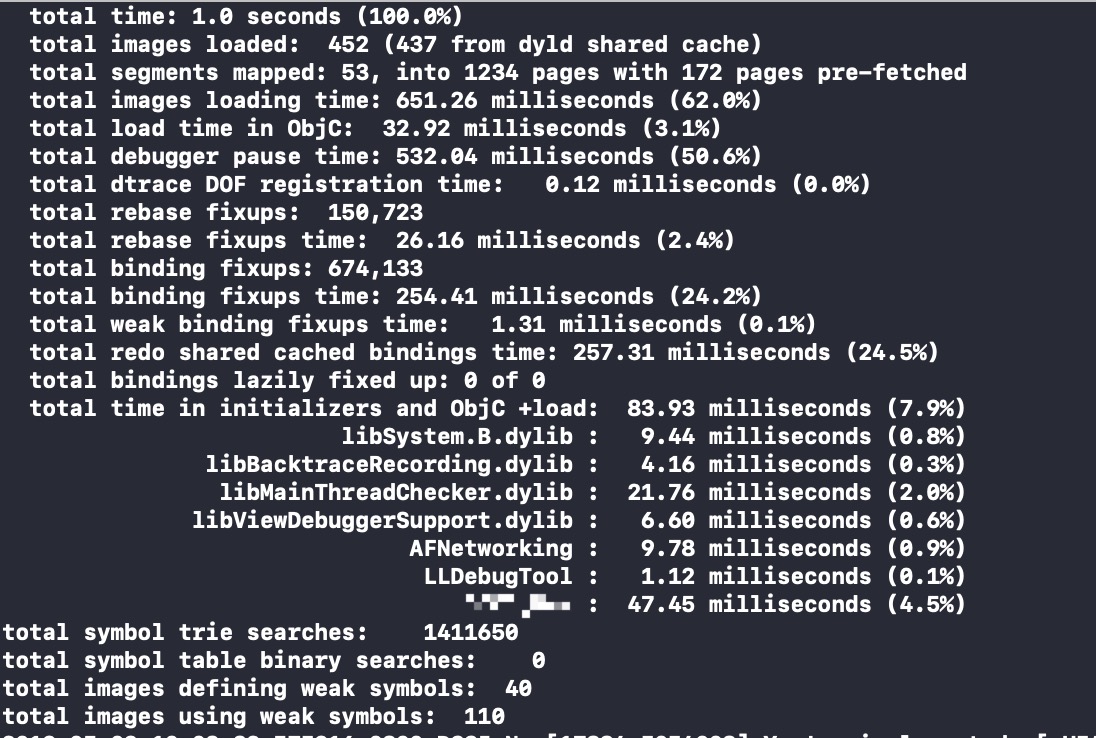 total time: 1.0 seconds (100.0%)
total images loaded:  452 (437 from dyld shared cache)
total segments mapped: 53, into 1234 pages with 172 pages pre-fetched
total images loading time: 651.26 milliseconds (62.0%)
total load time in ObjC:  32.92 milliseconds (3.1%)
total debugger pause time: 532.04 milliseconds (50.6%)
total dtrace DOF registration time:   0.12 milliseconds (0.0%)
total rebase fixups:  150,723
total rebase fixups time:  26.16 milliseconds (2.4%)
total binding fixups: 674,133
total binding fixups time: 254.41 milliseconds (24.2%)
total weak binding fixups time:   1.31 milliseconds (0.1%)
total redo shared cached bindings time: 257.31 milliseconds (24.5%)
total bindings lazily fixed up: 0 of 0
total time in initializers and ObjC +load:  83.93 milliseconds (7.9%)
libSystem.B.dylib :   9.44 milliseconds (0.8%)
libBacktraceRecording.dylib :   4.16 milliseconds (0.3%)
libMainThreadChecker.dylib :  21.76 milliseconds (2.0%)
libViewDebuggerSupport.dylib :   6.60 milliseconds (0.6%)
AFNetworking :   9.78 milliseconds (0.9%)
LLDebugTool :   1.12 milliseconds (0.1%)
:  47.45 milliseconds (4.5%)
total symbol trie searches:    1411650
total symbol table binary searches:    0
total images defining weak symbols:  40
total images using weak symbols:  110